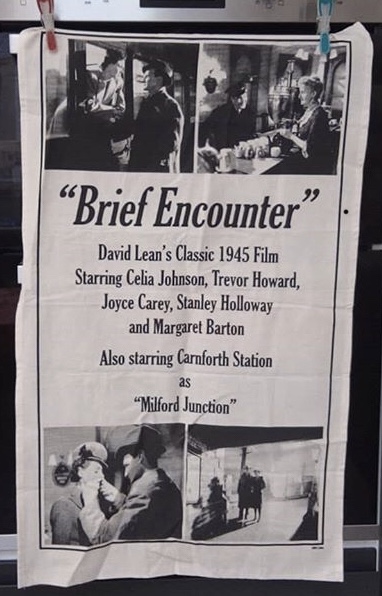 “Brief Encounter”
David Lean's Classic 1945 Film
Starring Celia Johnson, Trevor Howard,
Joyce Carey, Stanley Holloway
and Margaret Barton
Also starring Carnforth Station
as
“Milford Junction”